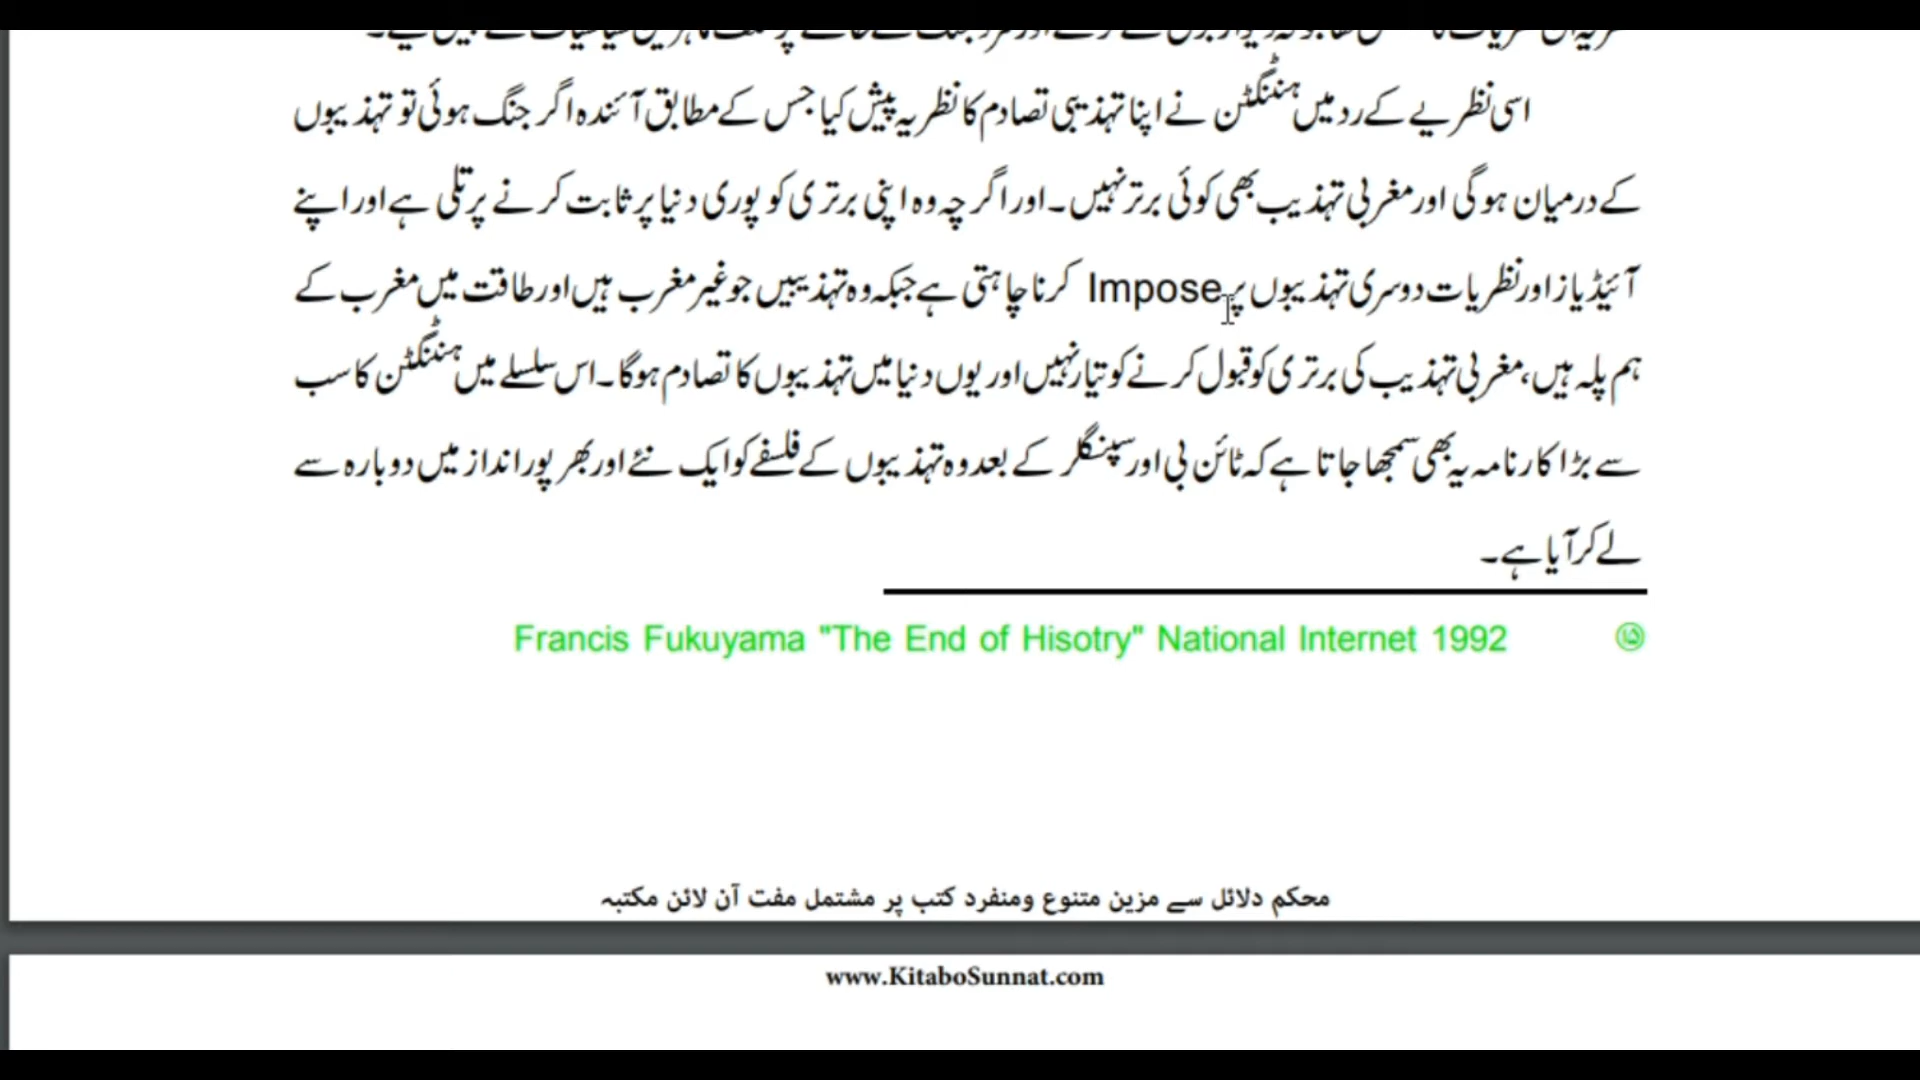 اسی نظریے کے رد میں ہنٹنگٹن نے اپنا تہذیبی تصادم کا نظریہ پیش کیا جس کے مطابق آئندہ اگر جنگ ہوئی تو تہذیبوں
کے درمیان ہوگی اور مغربی تہذیب بھی کوئی برتر نہیں۔ اور اگر چہ وہ اپنی برتری کو پوری دنیا پر ثابت کرنے پر تلی ہے اور اپنے
آئیڈیاز اور نظریات دوسری تہذیبوں پر Impose کرنا چاہتی ہے جبکہ وہ تہذیبیں جو غیر مغرب ہیں اور طاقت میں مغرب کے
ہم پلہ ہیں، مغربی تہذیب کی برتری کو قبول کرنے کو تیار نہیں اور یوں دنیا میں تہذیبوں کا تصادم ہوگا۔ اس سلسلے میں ہنٹنگٹن کا سب
سے بڑا کارنامہ یہ بھی سمجھا جاتا ہے کہ ٹائن بی اور سپنگلر کے بعد وہ تہذیبوں کے فلسفے کو ایک نئے اور بھرپور انداز میں دوبارہ سے
لے کر آیا ہے۔
⑮ Francis Fukuyama "The End of Hisotry" National Internet 1992
محکم دلائل سے مزین متنوع ومنفرد کتب پر مشتمل مفت آن لائن مکتبہ
www.KitaboSunnat.com